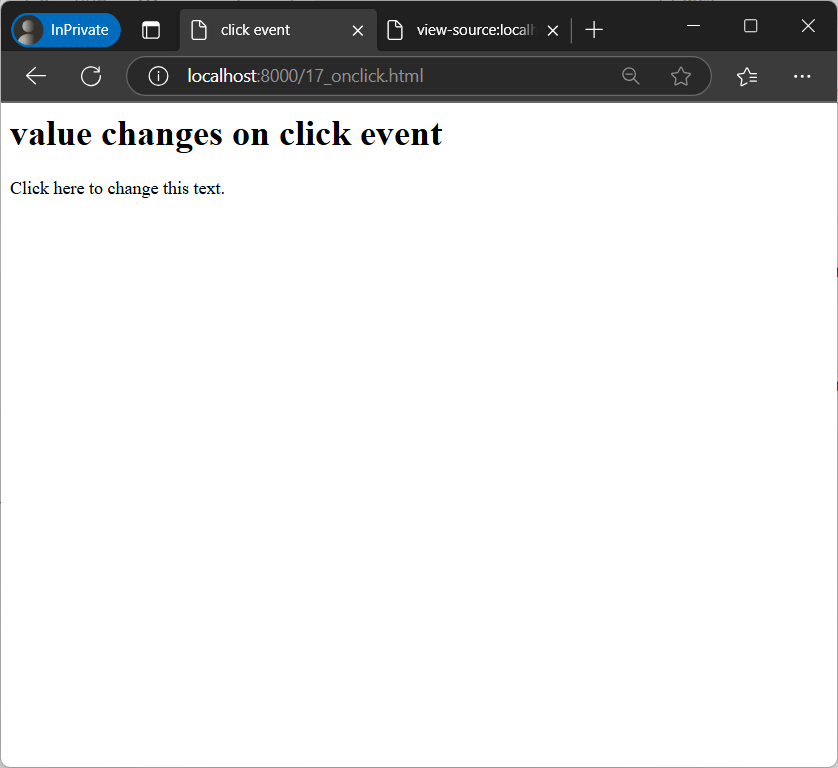 InPrivate
click event
view-source:local
localhost:8000/17_onclick.html
value changes on click event
Click here to change this text.